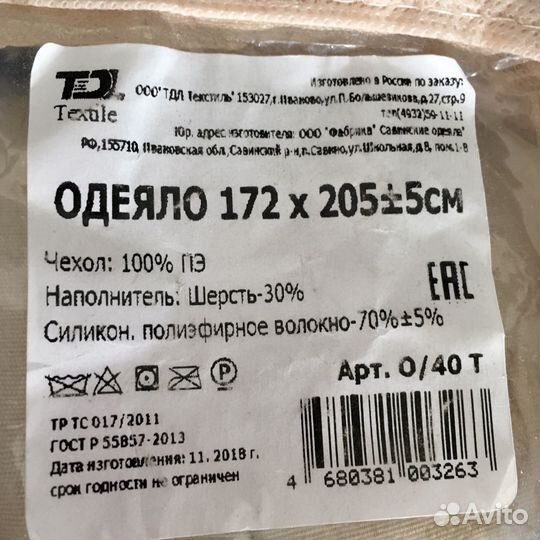 TDL
Textile
Изготовлено в России по заказу:
ООО"ТДЛ Текстиль" 153027,г.Иваново,ул.П.Большевикова,д.27,стр.9
тел(4932)59-11-11
Юр. адрес изготовителя: ООО "Фабрика" Савинские одеяла"
РФ,155710, Ивановская обл,Савинский р-н,п.Савино,ул.Школьная,д.8, пом.1-8
ОДЕЯЛО 172 х 205±5см
Чехол: 100% ПЭ
Наполнитель: Шерсть-30%
Силикон. полиэфирное волокно-70%±5%
EAC
P
Арт. О/40 Т
ТР ТС 017/2011
ГОСТ Р 55857-2013
Дата изготовления: 11. 2018 г.
срок годности не ограничен
4 680381 003263
Avito